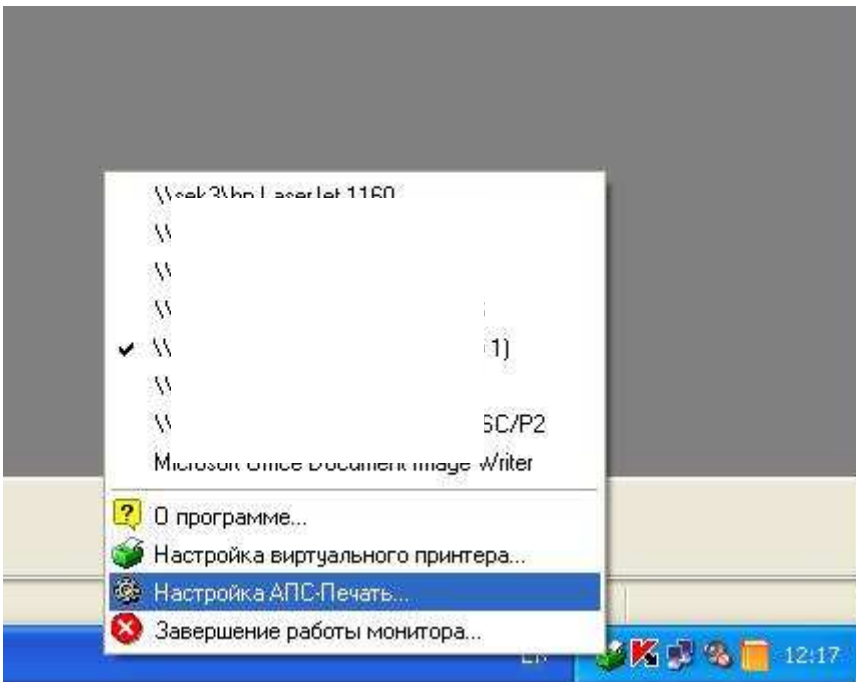 \\sek3\hp LaserJet 1160
\\
\\
\\
\\ 1)
\\
\\ SC/P2
Microsoft Office Document Image Writer
О программе...
Настройка виртуального принтера...
Настройка АПС-Печать...
Завершение работы монитора...
12:17